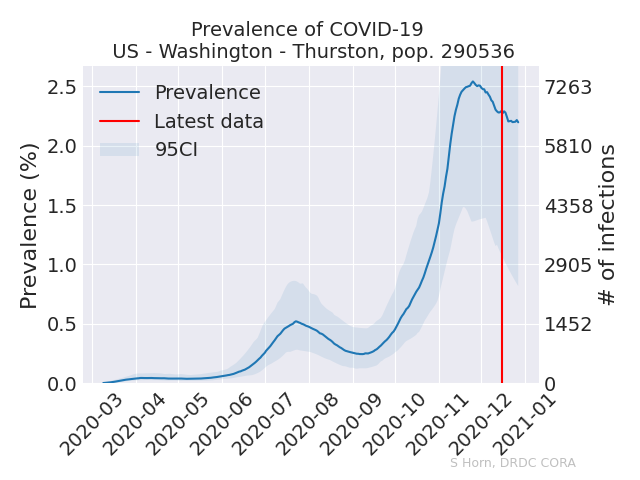 Prevalence of COVID-19
US - Washington - Thurston, pop. 290536
Prevalence
Latest data
95CI
Prevalence (%)
2.5
2.0
1.5
1.0
0.5
0.0
7263
5810
4358
2905
1452
0
# of infections
2020-03
2020-04
2020-05
2020-06
2020-07
2020-08
2020-09
2020-10
2020-11
2020-12
2021-01
S Horn, DRDC CORA